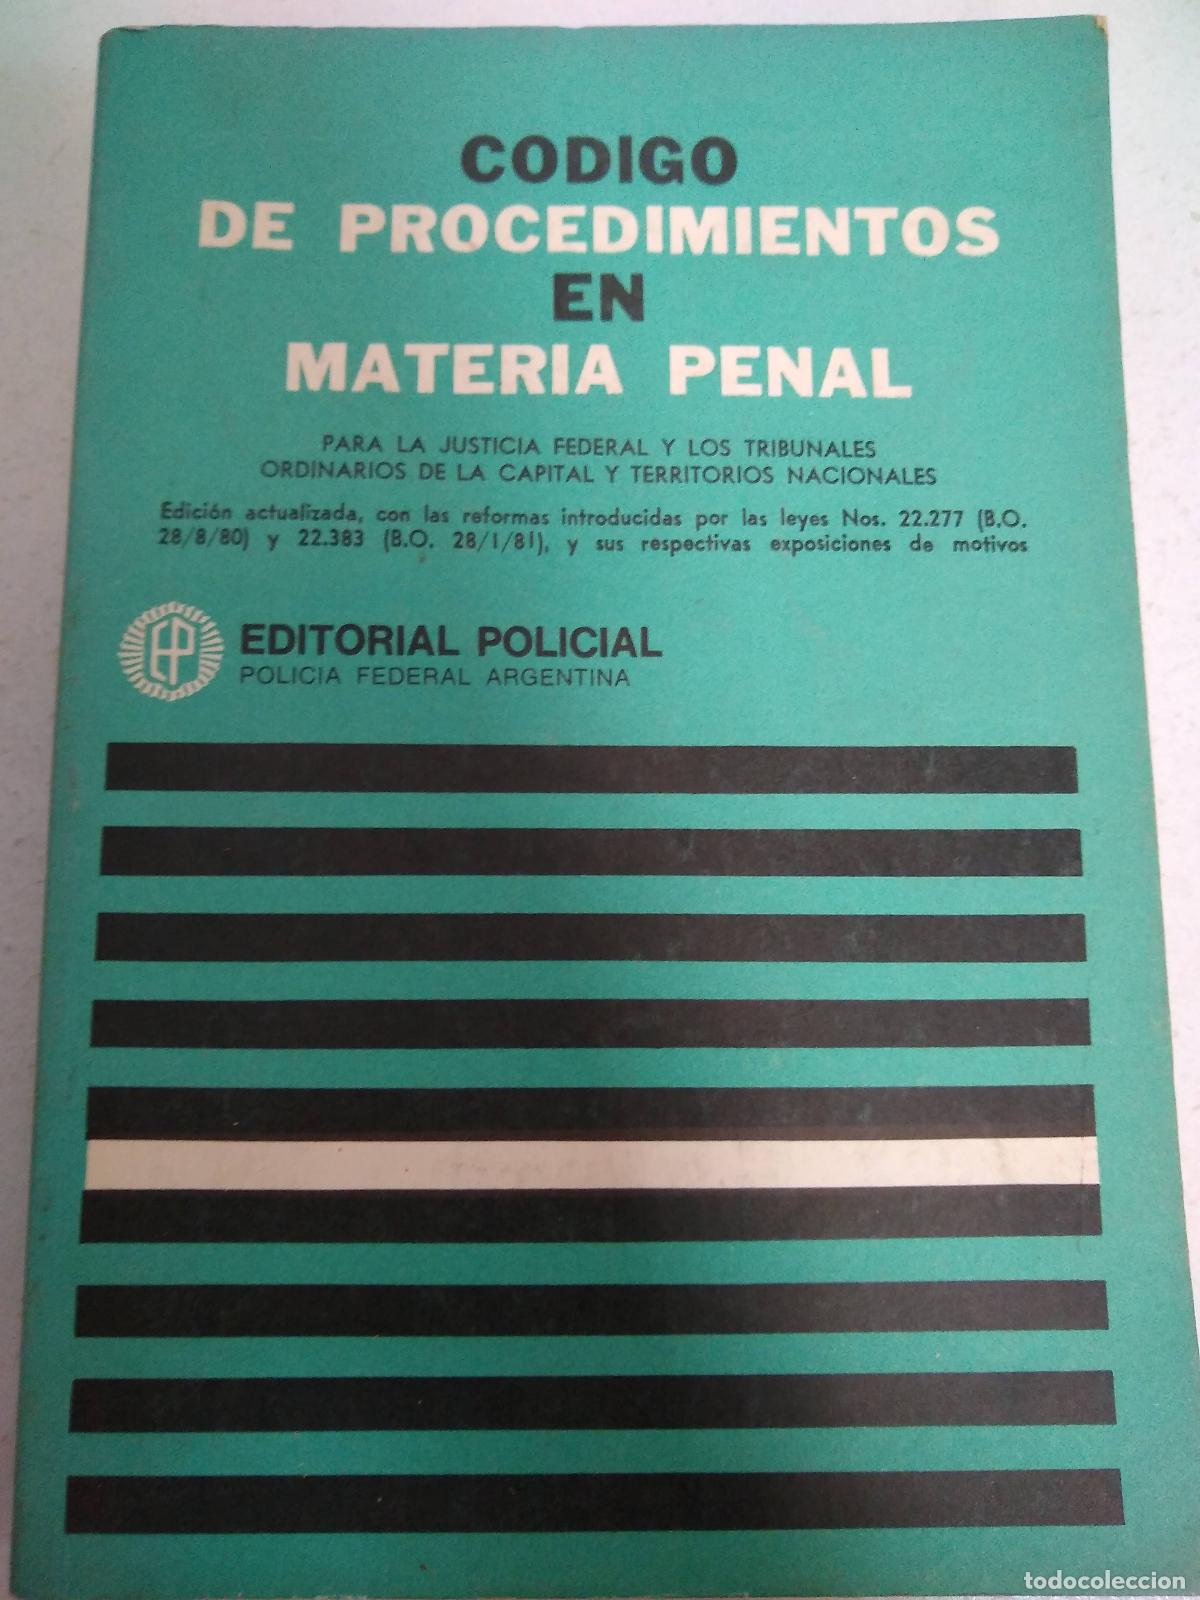 CODIGO
DE PROCEDIMIENTOS
EN
MATERIA PENAL
PARA LA JUSTICIA FEDERAL Y LOS TRIBUNALES
ORDINARIOS DE LA CAPITAL Y TERRITORIOS NACIONALES
Edición actualizada, con las reformas introducidas por las leyes Nos. 22.277 (B.O.
28/8/80) y 22.383 (B.O. 28/1/81), y sus respectivas exposiciones de motivos
EP
EDITORIAL POLICIAL
POLICIA FEDERAL ARGENTINA
todocoleccion